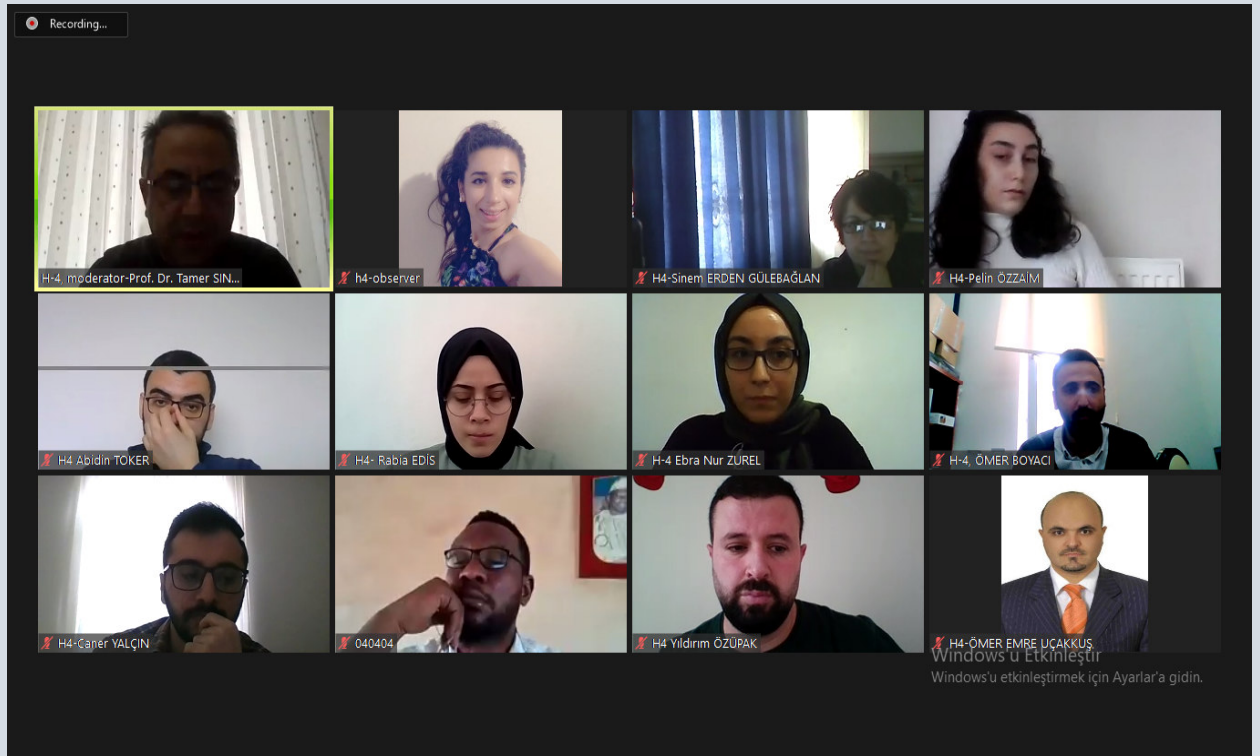 Recording...
H-4, moderator-Prof. Dr. Tamer SIN...
h4-observer
H4-Sinem ERDEN GÜLEBAĞLAN
H4-Pelin ÖZZAİM
H4 Abidin TOKER
H4- Rabia EDİS
H-4 Ebra Nur ZÜREL
H-4, ÖMER BOYACI
H4-Caner YALÇIN
040404
H4 Yıldırım ÖZÜPAK
H4-ÖMER EMRE UÇAKKUŞ
Windows'u Etkinleştir
Windows'u etkinleştirmek için Ayarlar'a gidin.